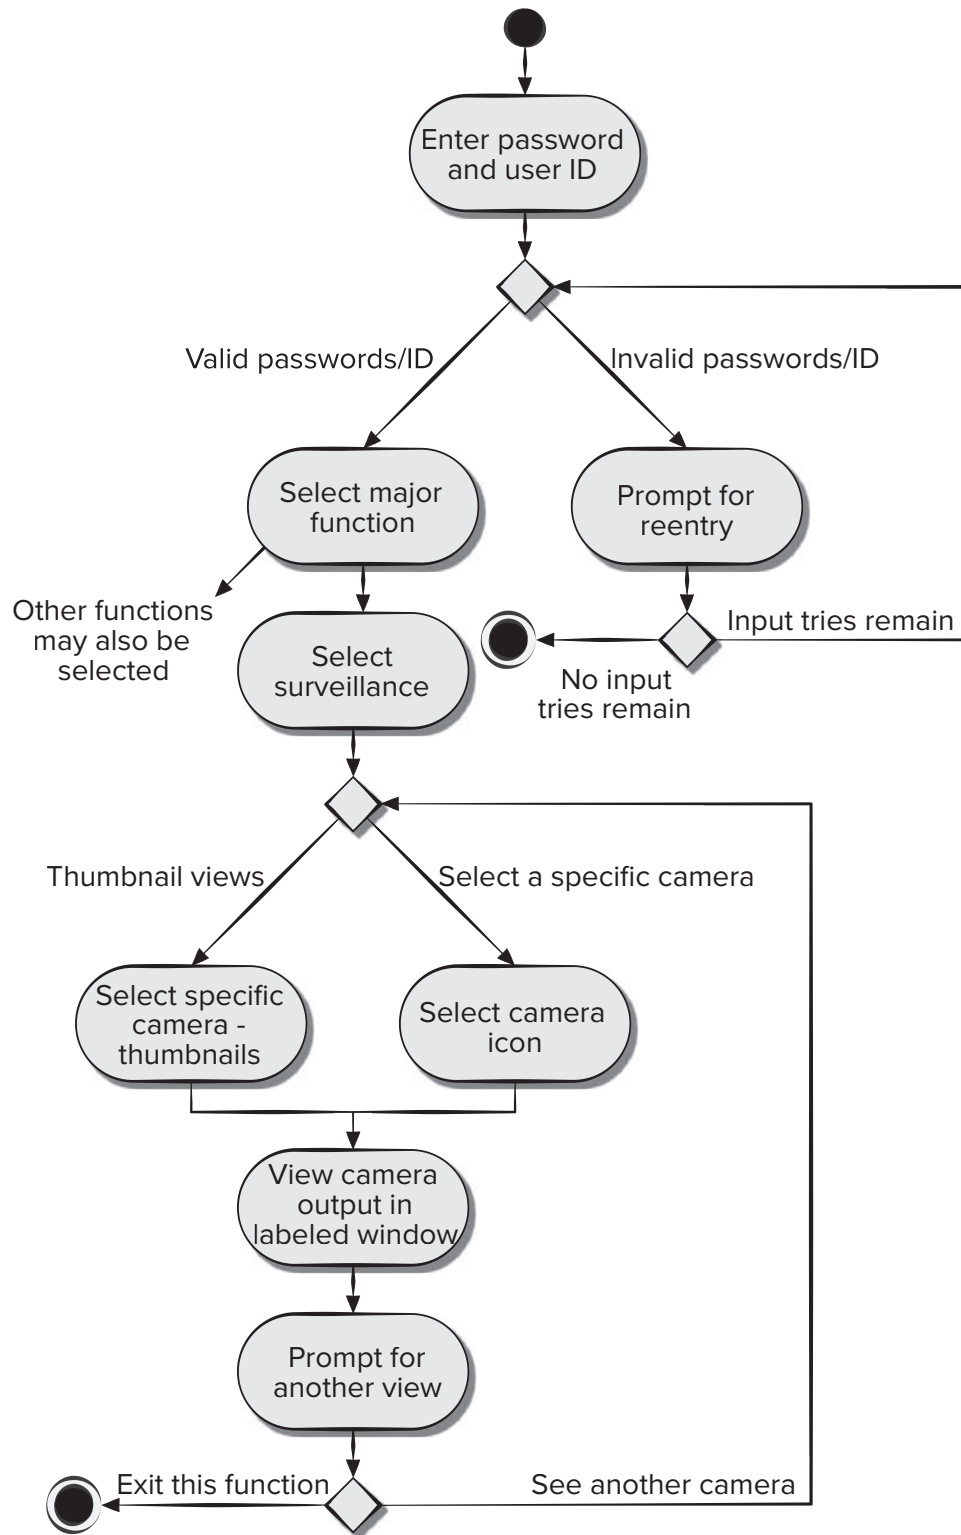 Enter password
and user ID
Valid passwords/ID
Invalid passwords/ID
Select major
function
Prompt for
reentry
Other functions
may also be
selected
Select
surveillance
Input tries remain
No input
tries remain
Thumbnail views
Select a specific camera
Select specific
camera -
thumbnails
Select camera
icon
View camera
output in
labeled window
Prompt for
another view
Exit this function
See another camera